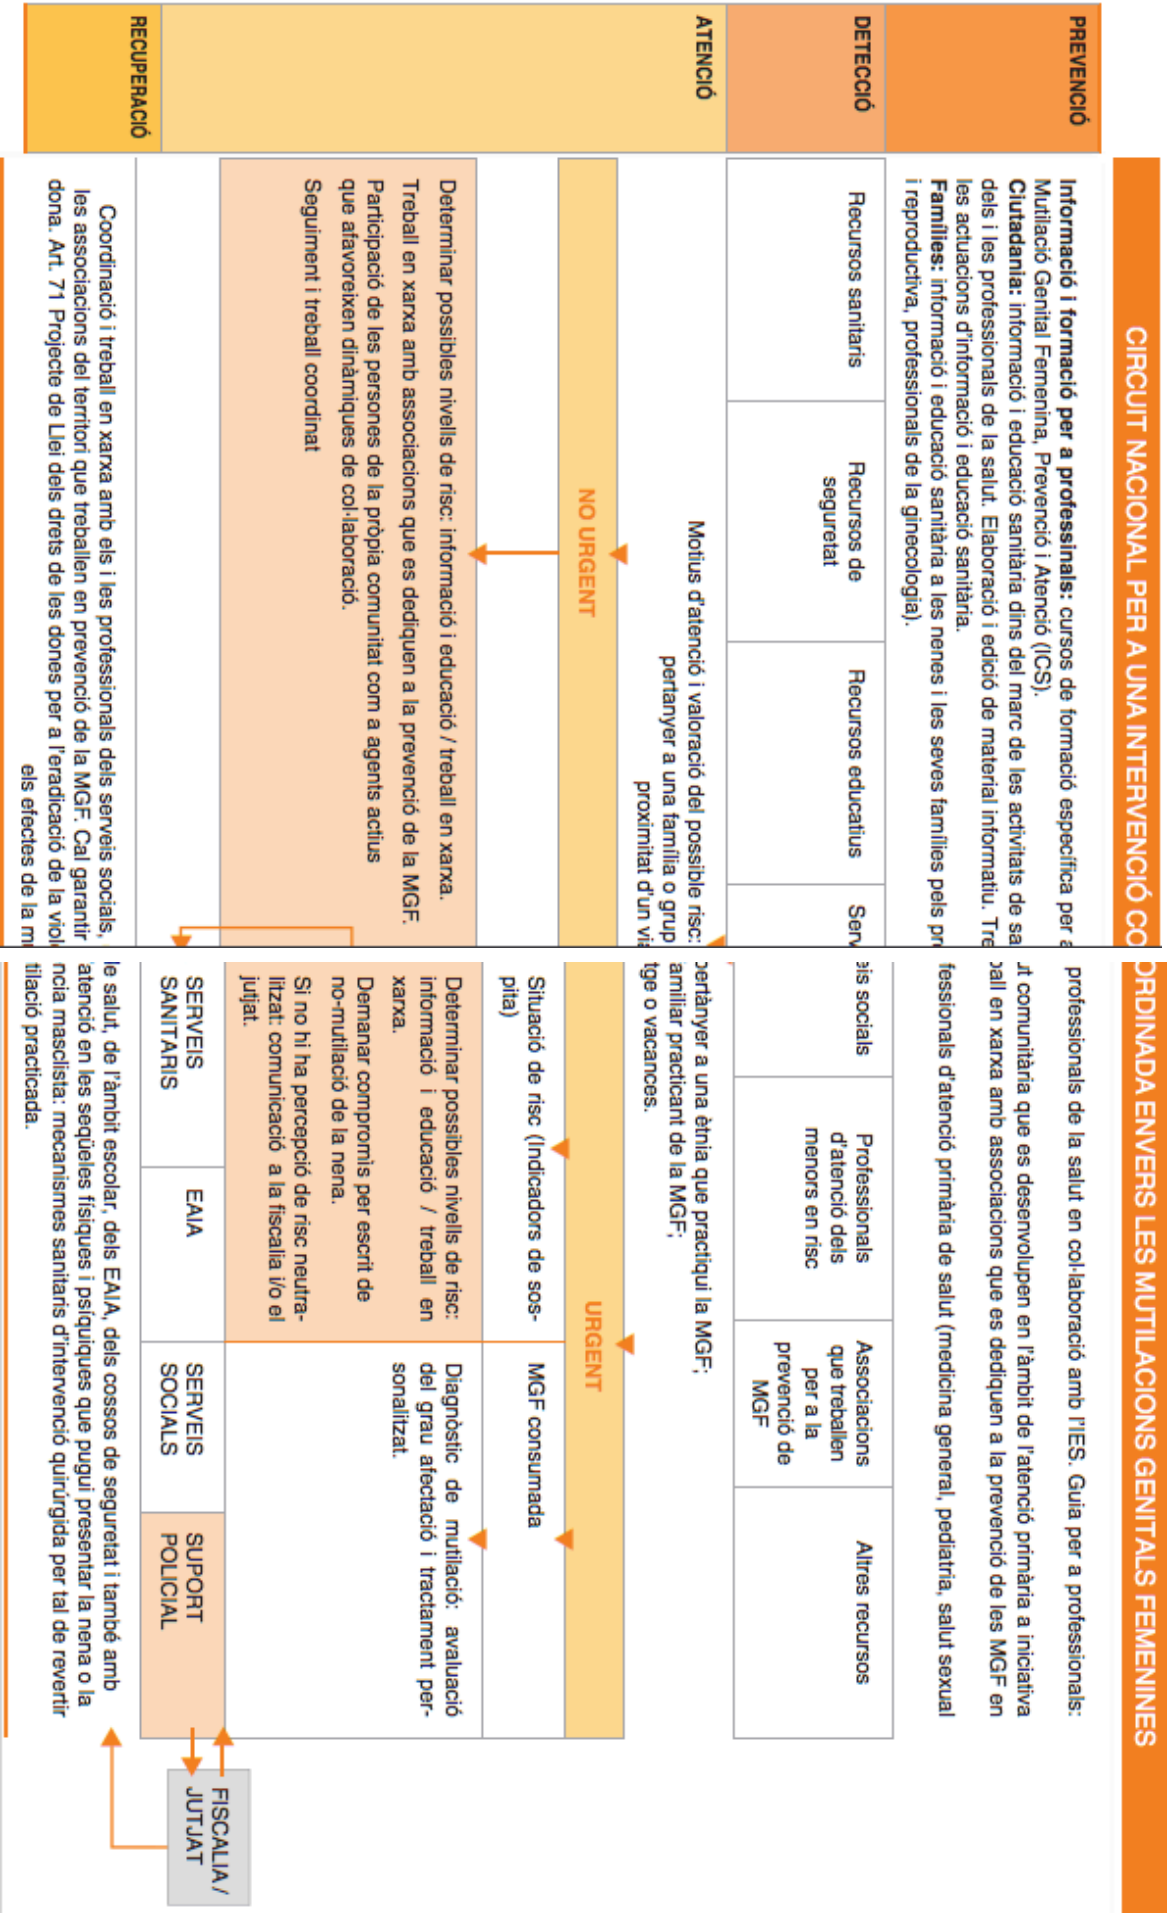 CIRCUIT NACIONAL PER A UNA INTERVENCIÓ COORDINADA ENVERS LES MUTILACIONS GENITALS FEMENINES
PREVENCIÓ
Informació i formació per a professinals: cursos de formació específica per a professionals de la salut en col·laboració amb l'IES. Guia per a professionals:
Mutilació Genital Femenina, Prevenció i Atenció (ICS).
Ciutadania: informació i educació sanitària dins del marc de les activitats de salut comunitària que es desenvolupen en l'àmbit de l'atenció primària a iniciativa
dels i les professionals de la salut. Elaboració i edició de material informatiu. Treball en xarxa amb associacions que es dediquen a la prevenció de les MGF en
les actuacions d'informació i educació sanitària.
Famílies: informació i educació sanitària a les nenes i les seves famílies pels professionals d'atenció primària de salut (medicina general, pediatria, salut sexual
i reproductiva, professionals de la ginecologia).
DETECCIÓ
Recursos sanitaris
Recursos de
seguretat
Recursos educatius
Serveis socials
Professionals
d'atenció dels
menors en risc
Associacions
que treballen
per a la
prevenció de
MGF
Altres recursos
ATENCIÓ
Motius d'atenció i valoració del possible risc: pertànyer a una ètnia que practiqui la MGF;
pertanyer a una família o grup familiar practicant de la MGF;
proximitat d'un viatge o vacances.
NO URGENT
URGENT
Situació de risc (Indicadors de sos-
pita)
MGF consumada
Determinar possibles nivells de risc: informació i educació / treball en xarxa.
Treball en xarxa amb associacions que es dediquen a la prevenció de la MGF.
Participació de les persones de la pròpia comunitat com a agents actius
que afavoreixen dinàmiques de col·laboració.
Seguiment i treball coordinat
Determinar possibles nivells de risc:
informació i educació / treball en
xarxa.
Demanar compromís per escrit de
no-mutilació de la nena.
Si no hi ha percepció de risc neutra-
litzat: comunicació a la fiscalia i/o el
jutjat.
Diagnòstic de mutilació: avaluació
del grau afectació i tractament per-
sonalitzat.
SERVEIS
SANITARIS
EAIA
SERVEIS
SOCIALS
SUPORT
POLICIAL
FISCALIA /
JUTJAT
RECUPERACIÓ
Coordinació i treball en xarxa amb els i les professionals dels serveis socials, de salut, de l'àmbit escolar, dels EAIA, dels cossos de seguretat i també amb
les associacions del territori que treballen en prevenció de la MGF. Cal garantir l'atenció en les seqüeles físiques i psíquiques que pugui presentar la nena o la
dona. Art. 71 Projecte de Llei dels drets de les dones per a l'eradicació de la violència masclista: mecanismes sanitaris d'intervenció quirúrgida per tal de revertir
els efectes de la mutilació practicada.